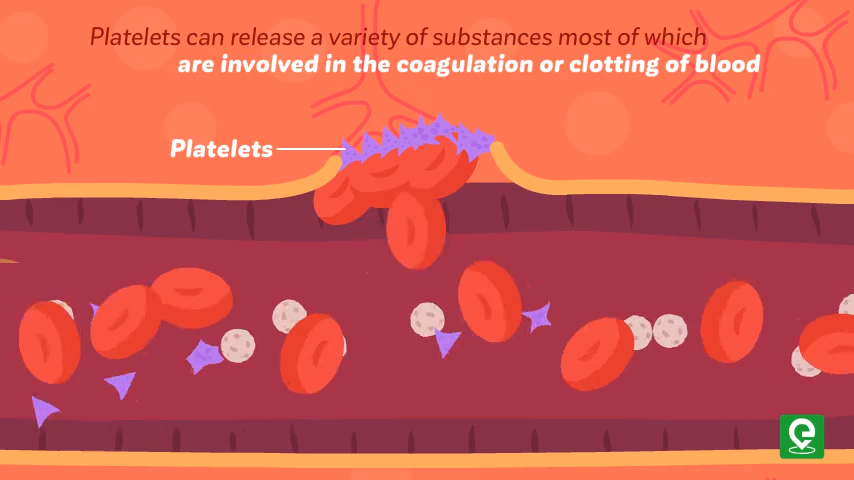 Platelets can release a variety of substances most of which
are involved in the coagulation or clotting of blood
Platelets